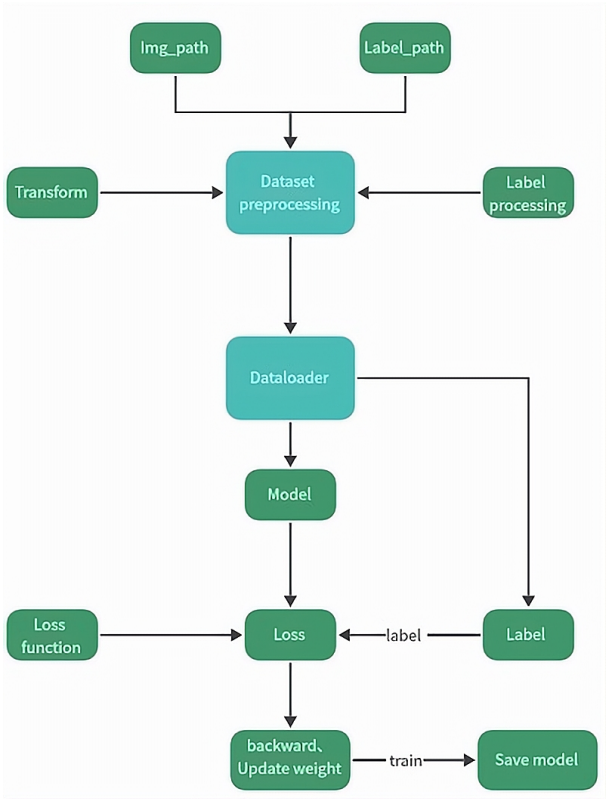 Img_path
Label_path
Transform
Dataset
preprocessing
Label
processing
Dataloader
Model
Loss
function
Loss
label
Label
backward、
Update weight
train
Save model